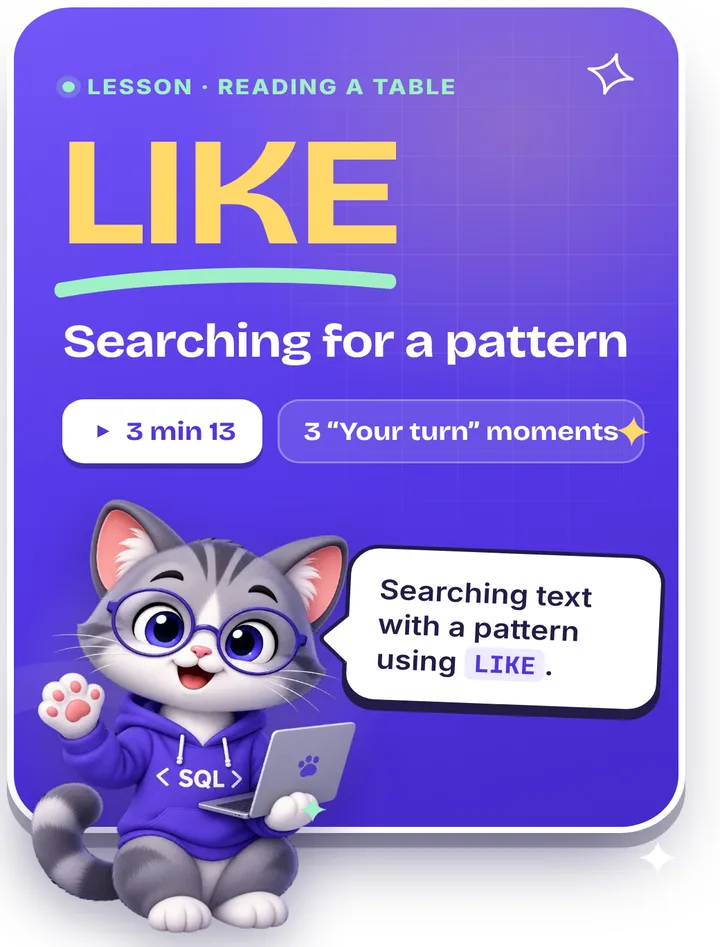 LESSON · READING A TABLE
LIKE
Searching for a pattern
3 min 13
3 “Your turn” moments
Searching text
with a pattern
using LIKE.
< SQL >